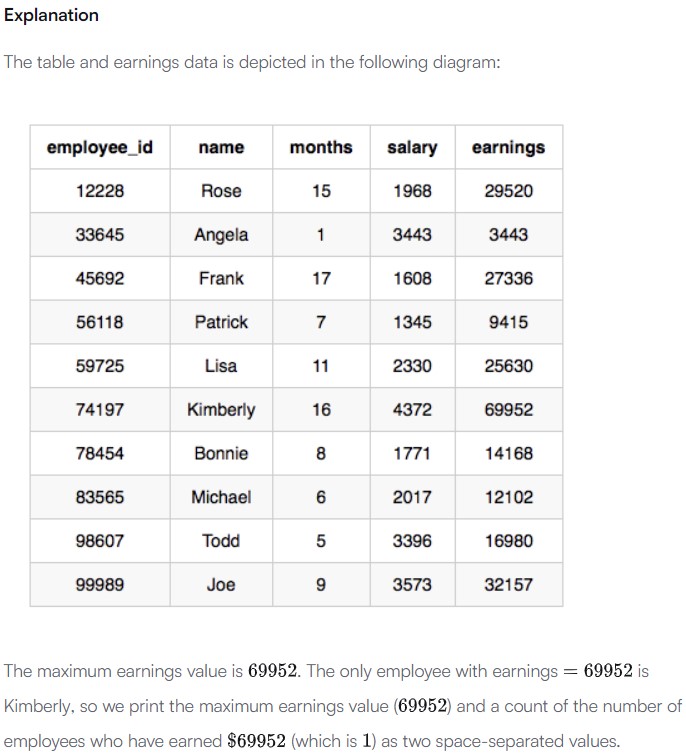 Explanation
The table and earnings data is depicted in the following diagram:
employee_id name months salary earnings
12228 Rose 15 1968 29520
33645 Angela 1 3443 3443
45692 Frank 17 1608 27336
56118 Patrick 7 1345 9415
59725 Lisa 11 2330 25630
74197 Kimberly 16 4372 69952
78454 Bonnie 8 1771 14168
83565 Michael 6 2017 12102
98607 Todd 5 3396 16980
99989 Joe 9 3573 32157
The maximum earnings value is 69952. The only employee with earnings = 69952 is
Kimberly, so we print the maximum earnings value (69952) and a count of the number of
employees who have earned $69952 (which is 1) as two space-separated values.